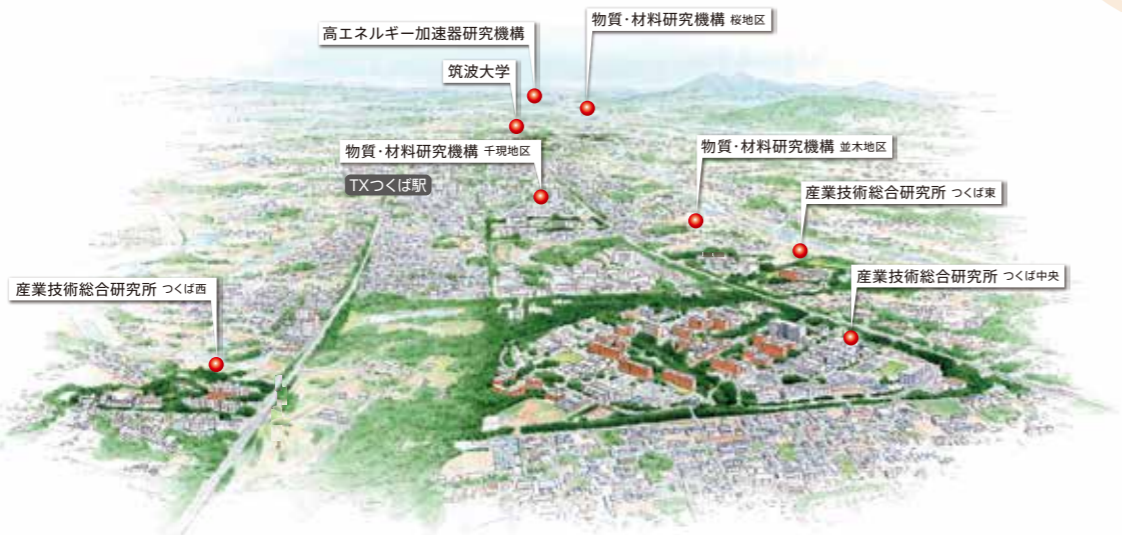 物質・材料研究機構 桜地区
高エネルギー加速器研究機構
筑波大学
物質・材料研究機構 千現地区
物質・材料研究機構 並木地区
TXつくば駅
産業技術総合研究所 つくば東
産業技術総合研究所 つくば中央
産業技術総合研究所 つくば西